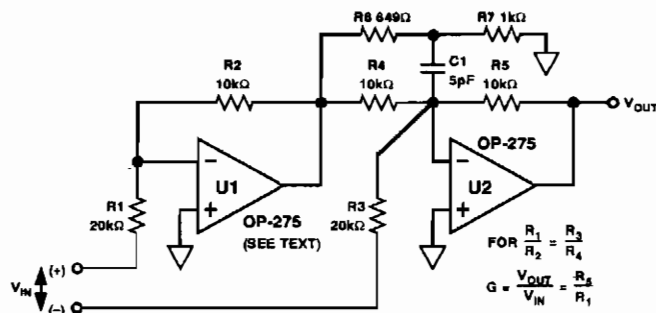 R6 649Ω
R7 1kΩ
C1
5pF
R2
10kΩ
R4
10kΩ
R5
10kΩ
VOUT
−
+
U1
OP-275
(SEE TEXT)
−
+
U2
OP-275
R1
20kΩ
R3
20kΩ
(+)
VIN
(−)
FOR R1/R2 = R3/R4
G = VOUT/VIN = R5/R1